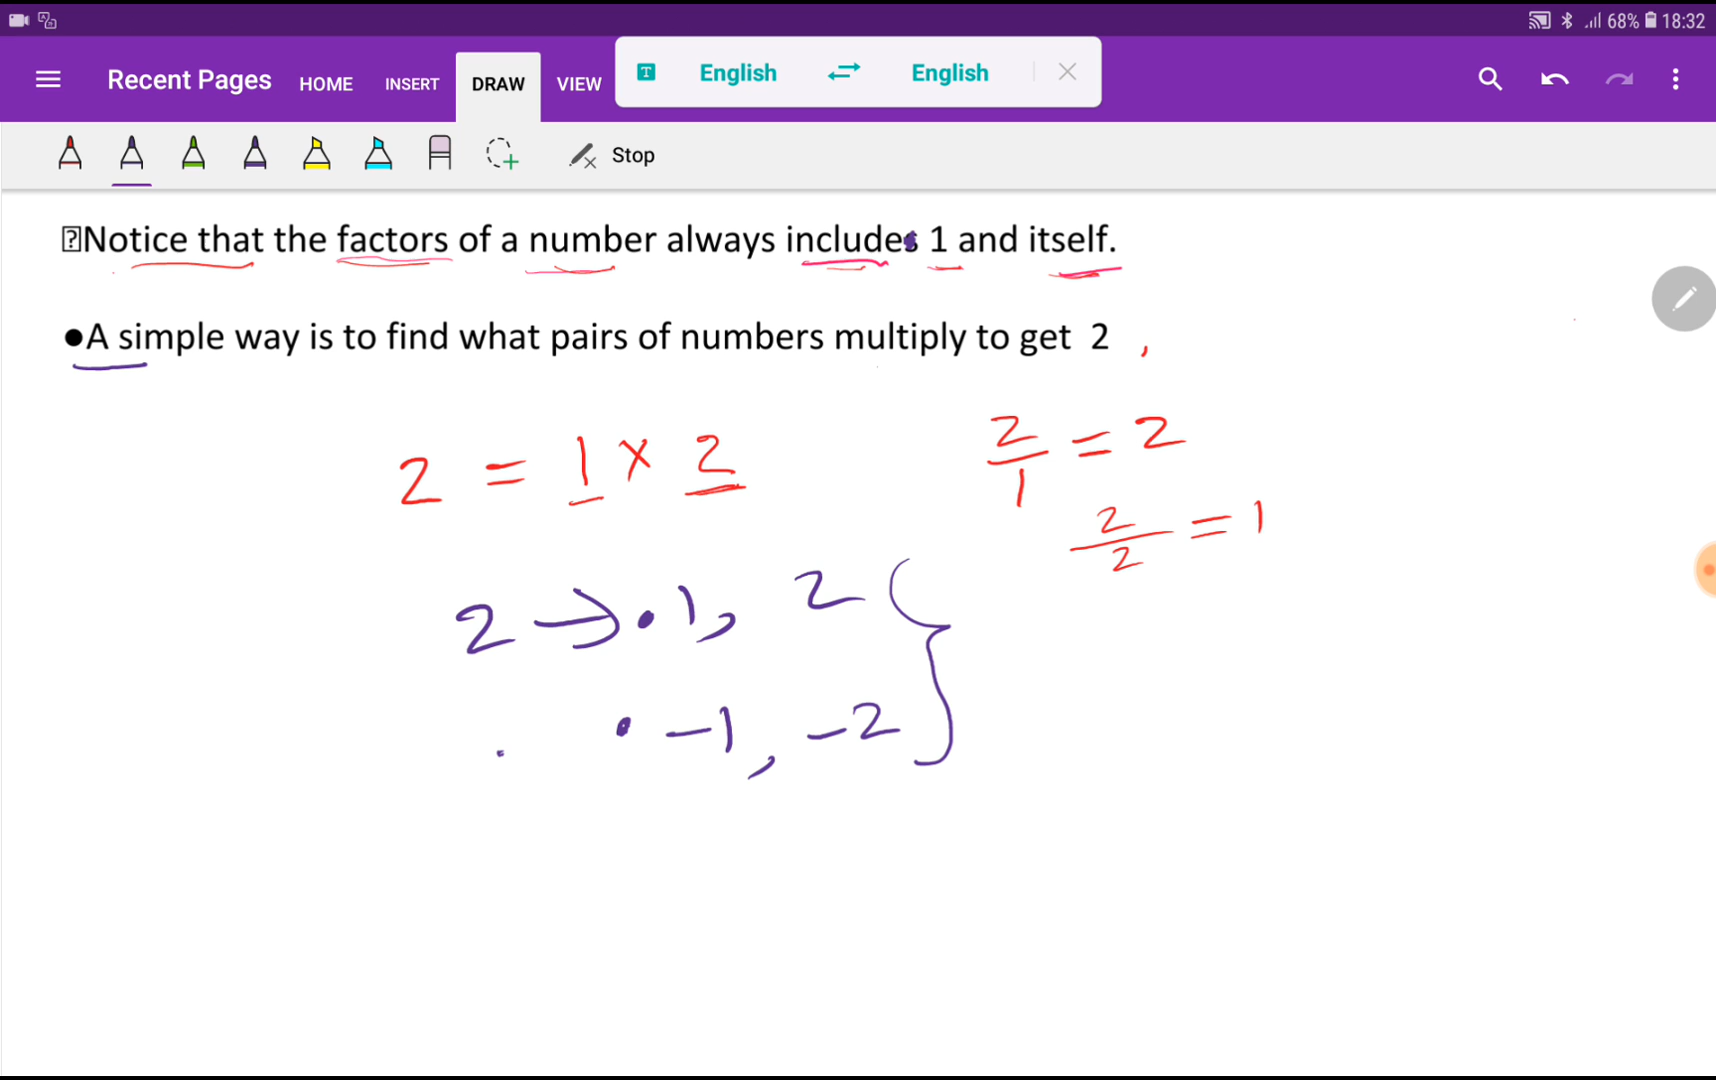 68% 18:32
Recent Pages HOME INSERT DRAW VIEW English English
Stop
Notice that the factors of a number always includes 1 and itself.
●A simple way is to find what pairs of numbers multiply to get 2 ,
2 = 1 × 2
2/1 = 2
2/2 = 1
2 → • 1, 2
• -1, -2